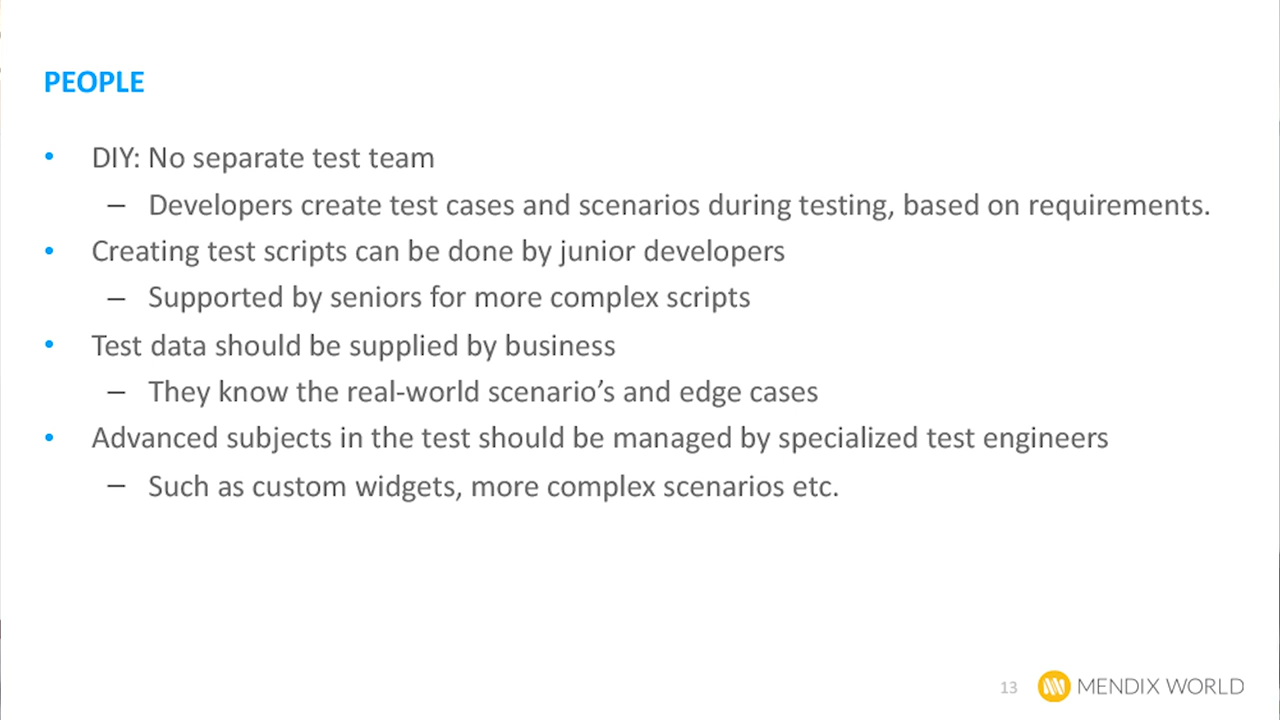 PEOPLE
• DIY: No separate test team
– Developers create test cases and scenarios during testing, based on requirements.
• Creating test scripts can be done by junior developers
– Supported by seniors for more complex scripts
• Test data should be supplied by business
– They know the real-world scenario’s and edge cases
• Advanced subjects in the test should be managed by specialized test engineers
– Such as custom widgets, more complex scenarios etc.
13 MENDIX WORLD